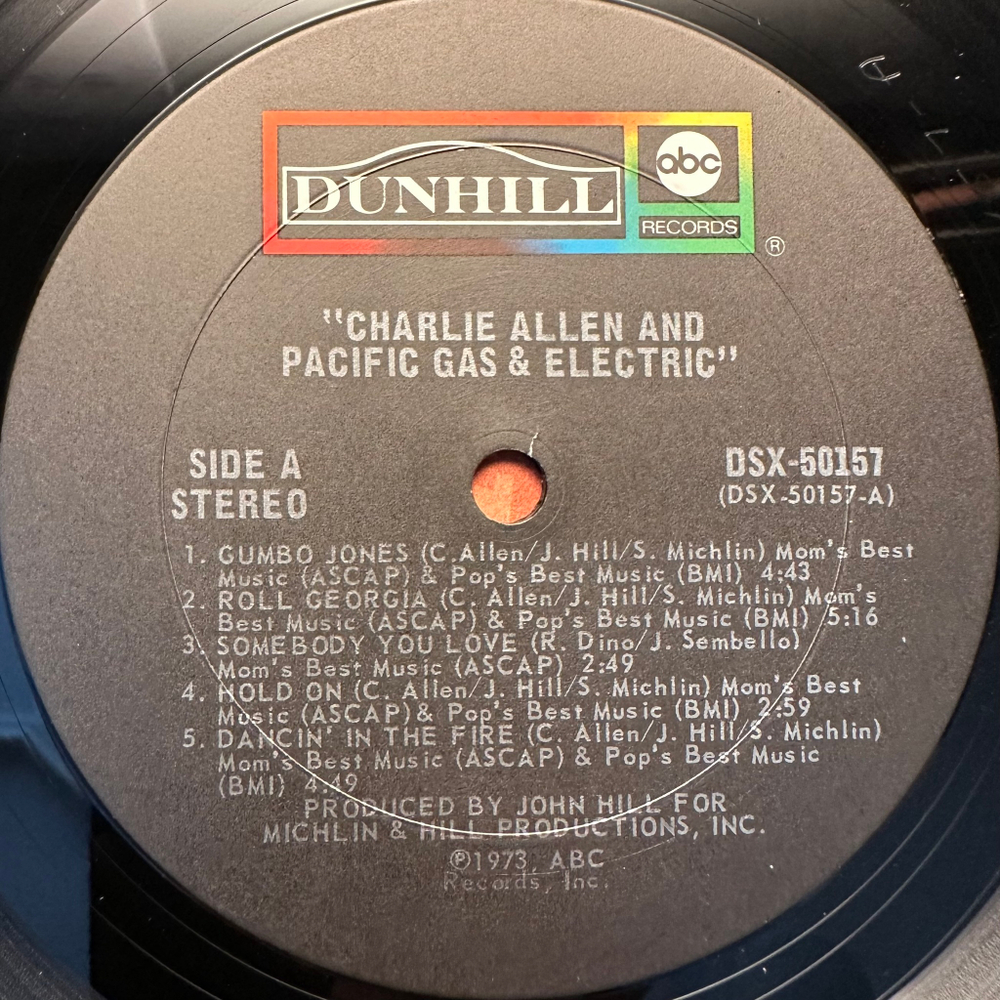 DUNHILL
abc
RECORDS
®
"CHARLIE ALLEN AND
PACIFIC GAS & ELECTRIC"
SIDE A
STEREO
DSX-50157
(DSX-50157-A)
1. GUMBO JONES (C.Allen/J. Hill/S. Michlin) Mom's Best
Music (ASCAP) & Pop's Best Music (BMI) 4:43
2. ROLL GEORGIA (C. Allen/J. Hill/S. Michlin) Mom's
Best Music (ASCAP) & Pop's Best Music (BMI) 5:16
3. SOMEBODY YOU LOVE (R. Dino/J. Sembello)
Mom's Best Music (ASCAP) 2:49
4. HOLD ON (C. Allen/J. Hill/S. Michlin) Mom's Best
Music (ASCAP)& Pop's Best Music (BMI) 2:59
5. DANCIN' IN THE FIRE (C. Allen/J. Hill/S. Michlin)
Mom's Best Music (ASCAP) & Pop's Best Music
(BMI) 4:49
PRODUCED BY JOHN HILL FOR
MICHLIN & HILL PRODUCTIONS, INC.
℗1973, ABC
Records, Inc.